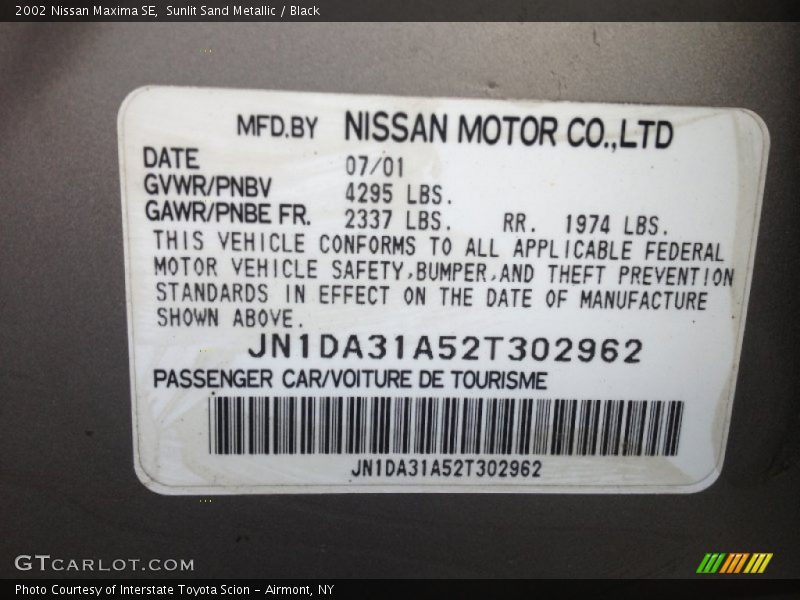 2002 Nissan Maxima SE,  Sunlit Sand Metallic / Black
MFD.BY NISSAN MOTOR CO.,LTD
DATE 07/01
GVWR/PNBV 4295 LBS.
GAWR/PNBE FR. 2337 LBS. RR. 1974 LBS.
THIS VEHICLE CONFORMS TO ALL APPLICABLE FEDERAL
MOTOR VEHICLE SAFETY,BUMPER,AND THEFT PREVENTION
STANDARDS IN EFFECT ON THE DATE OF MANUFACTURE
SHOWN ABOVE.
JN1DA31A52T302962
PASSENGER CAR/VOITURE DE TOURISME
JN1DA31A52T302962
GTCARLOT.COM
Photo Courtesy of Interstate Toyota Scion - Airmont, NY